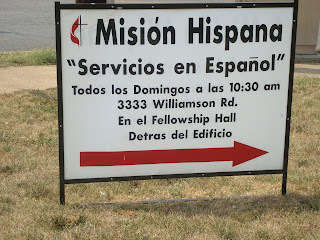 Misión Hispana
"Servicios en Español"
Todos los Domingos a las 10:30 am
3333 Williamson Rd.
En el Fellowship Hall
Detras del Edificio